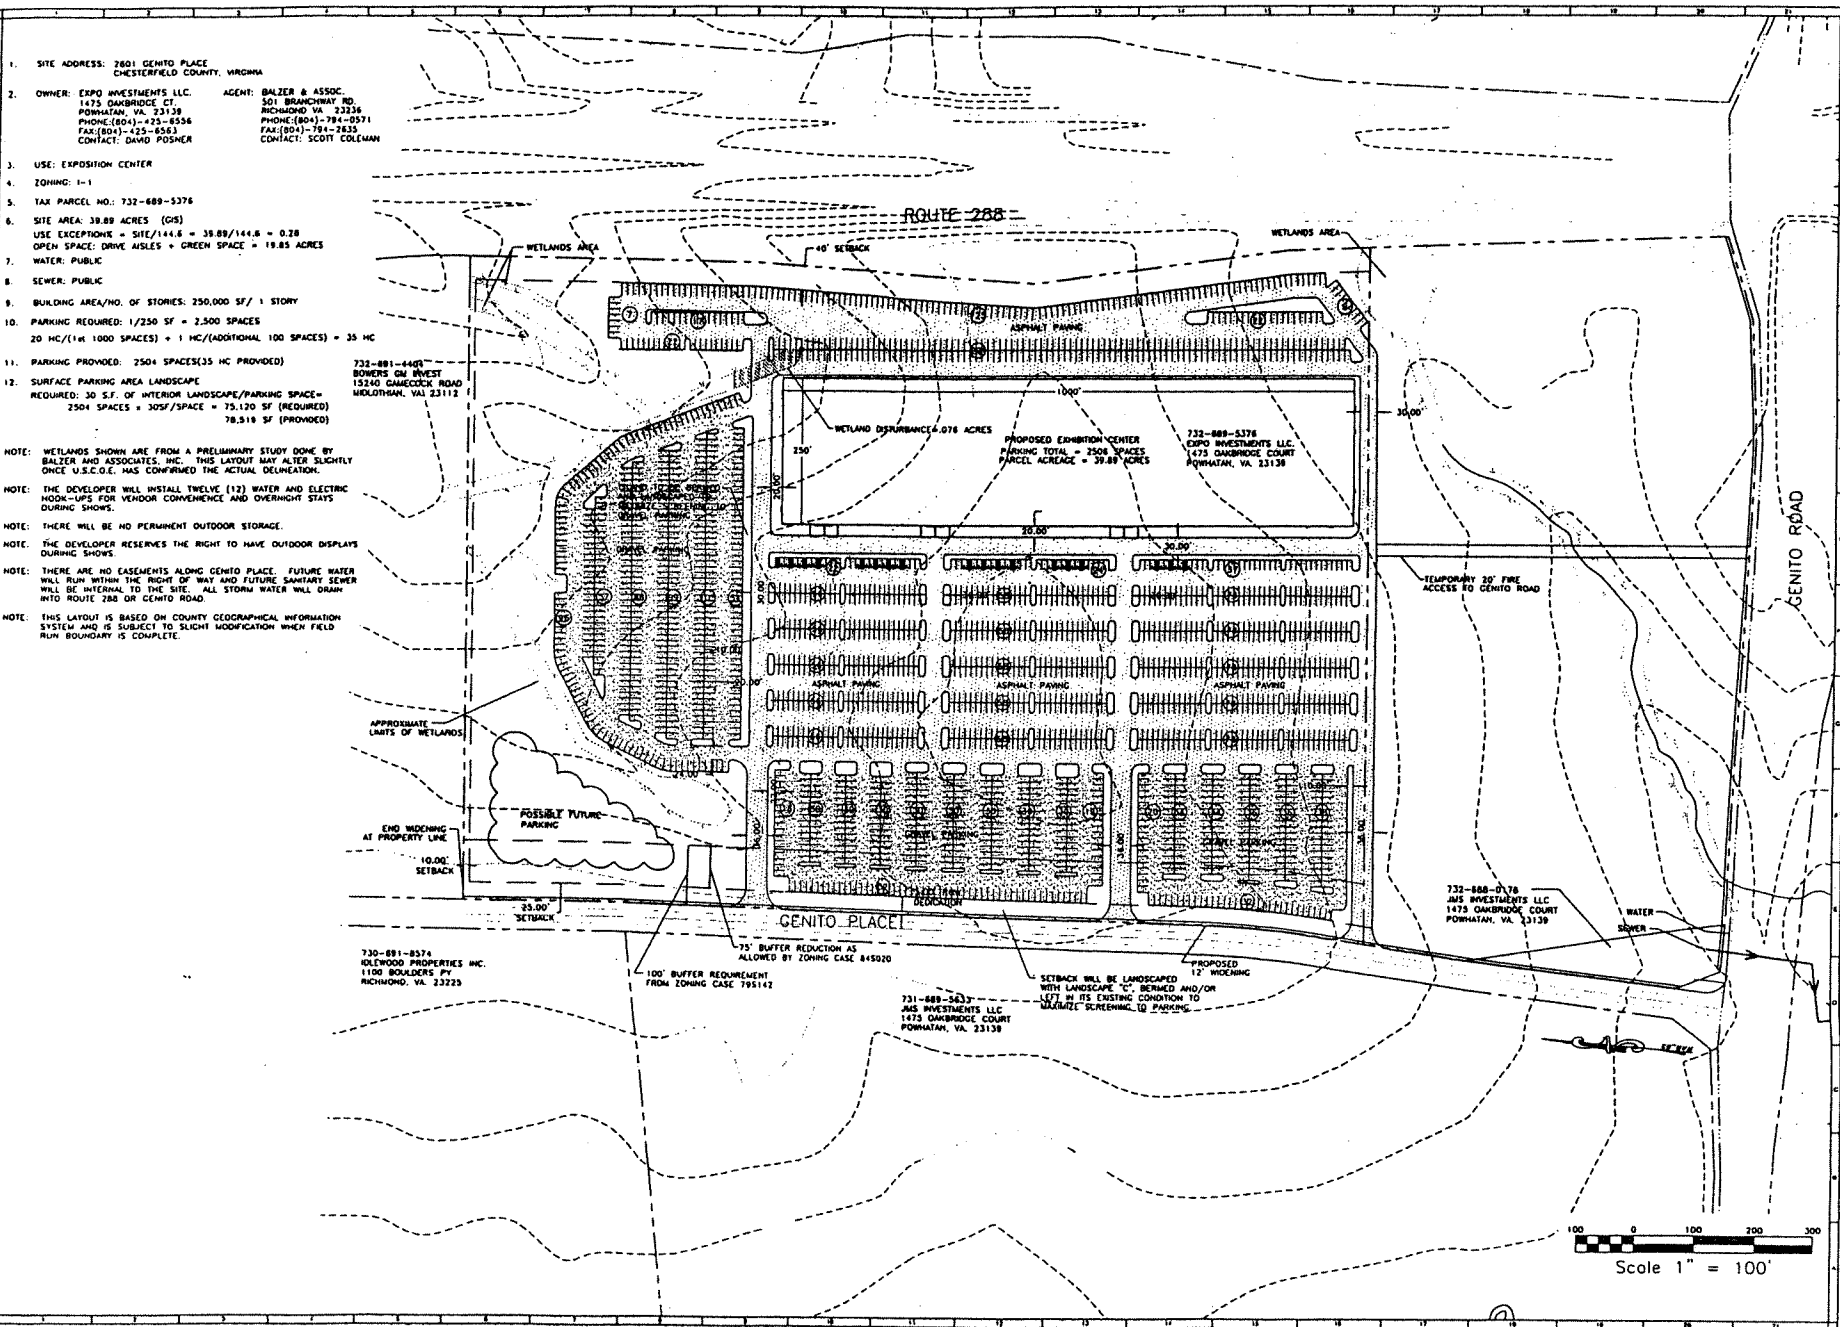 1. SITE ADDRESS: 2601 GENITO PLACE
CHESTERFIELD COUNTY, VIRGINIA
2. OWNER: EXPO INVESTMENTS LLC.
1475 OAKBRIDGE CT.
POWHATAN, VA. 23139
PHONE:(804)-425-6556
FAX:(804)-425-6563
CONTACT: DAVID POSNER
AGENT: BALZER & ASSOC.
501 BRANCHWAY RD.
RICHMOND VA 23236
PHONE:(804)-794-0571
FAX:(804)-794-2635
CONTACT: SCOTT COLEMAN
3. USE: EXPOSITION CENTER
4. ZONING: I-1
5. TAX PARCEL NO.: 732-689-5376
6. SITE AREA: 39.89 ACRES (GIS)
USE EXCEPTION% = SITE/144.6 = 39.89/144.6 = 0.28
OPEN SPACE: DRIVE AISLES + GREEN SPACE = 19.85 ACRES
7. WATER: PUBLIC
8. SEWER: PUBLIC
9. BUILDING AREA/NO. OF STORIES: 250,000 SF/ 1 STORY
10. PARKING REQUIRED: 1/250 SF = 2,500 SPACES
20 HC/(1st 1000 SPACES) + 1 HC/(ADDITIONAL 100 SPACES) = 35 HC
11. PARKING PROVIDED: 2504 SPACES(35 HC PROVIDED)
12. SURFACE PARKING AREA LANDSCAPE
REQUIRED: 30 S.F. OF INTERIOR LANDSCAPE/PARKING SPACE=
2504 SPACES x 30SF/SPACE = 75,120 SF (REQUIRED)
78,519 SF (PROVIDED)
NOTE: WETLANDS SHOWN ARE FROM A PRELIMINARY STUDY DONE BY
BALZER AND ASSOCIATES, INC. THIS LAYOUT MAY ALTER SLIGHTLY
ONCE U.S.C.O.E. HAS CONFIRMED THE ACTUAL DELINEATION.
NOTE: THE DEVELOPER WILL INSTALL TWELVE (12) WATER AND ELECTRIC
HOOK-UPS FOR VENDOR CONVENIENCE AND OVERNIGHT STAYS
DURING SHOWS.
NOTE: THERE WILL BE NO PERMINENT OUTDOOR STORAGE.
NOTE. THE DEVELOPER RESERVES THE RIGHT TO HAVE OUTDOOR DISPLAYS
DURING SHOWS.
NOTE: THERE ARE NO EASEMENTS ALONG GENITO PLACE. FUTURE WATER
WILL RUN WITHIN THE RIGHT OF WAY AND FUTURE SANITARY SEWER
WILL BE INTERNAL TO THE SITE. ALL STORM WATER WILL DRAIN
INTO ROUTE 288 OR GENITO ROAD.
NOTE: THIS LAYOUT IS BASED ON COUNTY GEOGRAPHICAL INFORMATION
SYSTEM AND IS SUBJECT TO SLIGHT MODIFICATION WHEN FIELD
RUN BOUNDARY IS COMPLETE.
ROUTE 288
WETLANDS AREA
40' SETBACK
WETLANDS AREA
ASPHALT PAVING
732-691-4404
BOWERS GM INVEST
15240 GAMECOCK ROAD
MIDLOTHIAN, VA 23112
1000'
30.00'
250'
WETLAND DISTURBANCE=.076 ACRES
PROPOSED EXHIBITION CENTER
PARKING TOTAL = 2508 SPACES
PARCEL ACREAGE = 39.89 ACRES
732-689-5376
EXPO INVESTMENTS LLC.
1475 OAKBRIDGE COURT
POWHATAN, VA. 23139
20.00'
20.00'
30.00'
GRAVEL PARKING
TEMPORARY 20' FIRE
ACCESS TO GENITO ROAD
GENITO ROAD
30.00'
ASPHALT PAVING
ASPHALT PAVING
ASPHALT PAVING
APPROXIMATE
LIMITS OF WETLANDS
24.00'
POSSIBLE FUTURE
PARKING
END WIDENING
AT PROPERTY LINE
10.00'
SETBACK
25.00'
SETBACK
GRAVEL PARKING
GRAVEL PARKING
DEDICATION
GENITO PLACE
732-688-0176
JMS INVESTMENTS LLC
1475 OAKBRIDGE COURT
POWHATAN, VA. 23139
WATER
SEWER
730-691-8574
IDLEWOOD PROPERTIES INC.
1100 BOULDERS PY
RICHMOND, VA. 23225
75' BUFFER REDUCTION AS
ALLOWED BY ZONING CASE 84S020
100' BUFFER REQUIREMENT
FROM ZONING CASE 79S142
731-689-5633
JMS INVESTMENTS LLC
1475 OAKBRIDGE COURT
POWHATAN, VA. 23139
SETBACK WILL BE LANDSCAPED
WITH LANDSCAPE "C", BERMED AND/OR
LEFT IN ITS EXISTING CONDITION TO
MAXIMIZE SCREENING TO PARKING
PROPOSED
12' WIDENING
100 0 100 200 300
Scale 1" = 100'